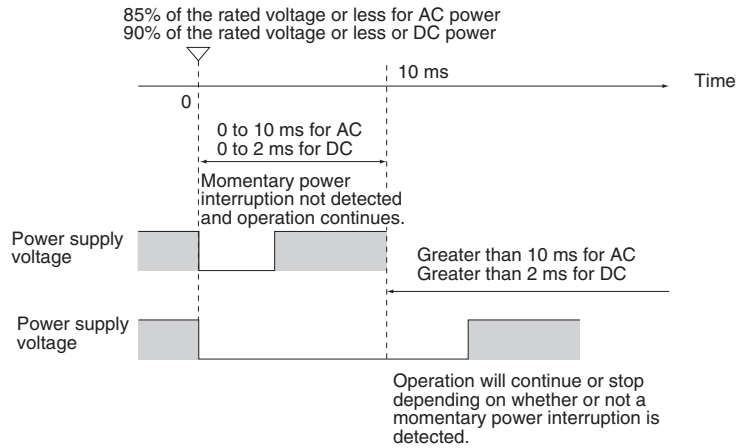 85% of the rated voltage or less for AC power
90% of the rated voltage or less or DC power
10 ms
Time
0
0 to 10 ms for AC
0 to 2 ms for DC
Momentary power
interruption not detected
and operation continues.
Power supply
voltage
Greater than 10 ms for AC
Greater than 2 ms for DC
Power supply
voltage
Operation will continue or stop
depending on whether or not a
momentary power interruption is
detected.